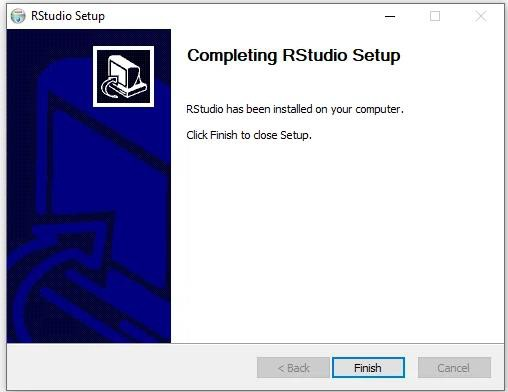 RStudio Setup
Completing RStudio Setup
RStudio has been installed on your computer.
Click Finish to close Setup.
< Back
Finish
Cancel